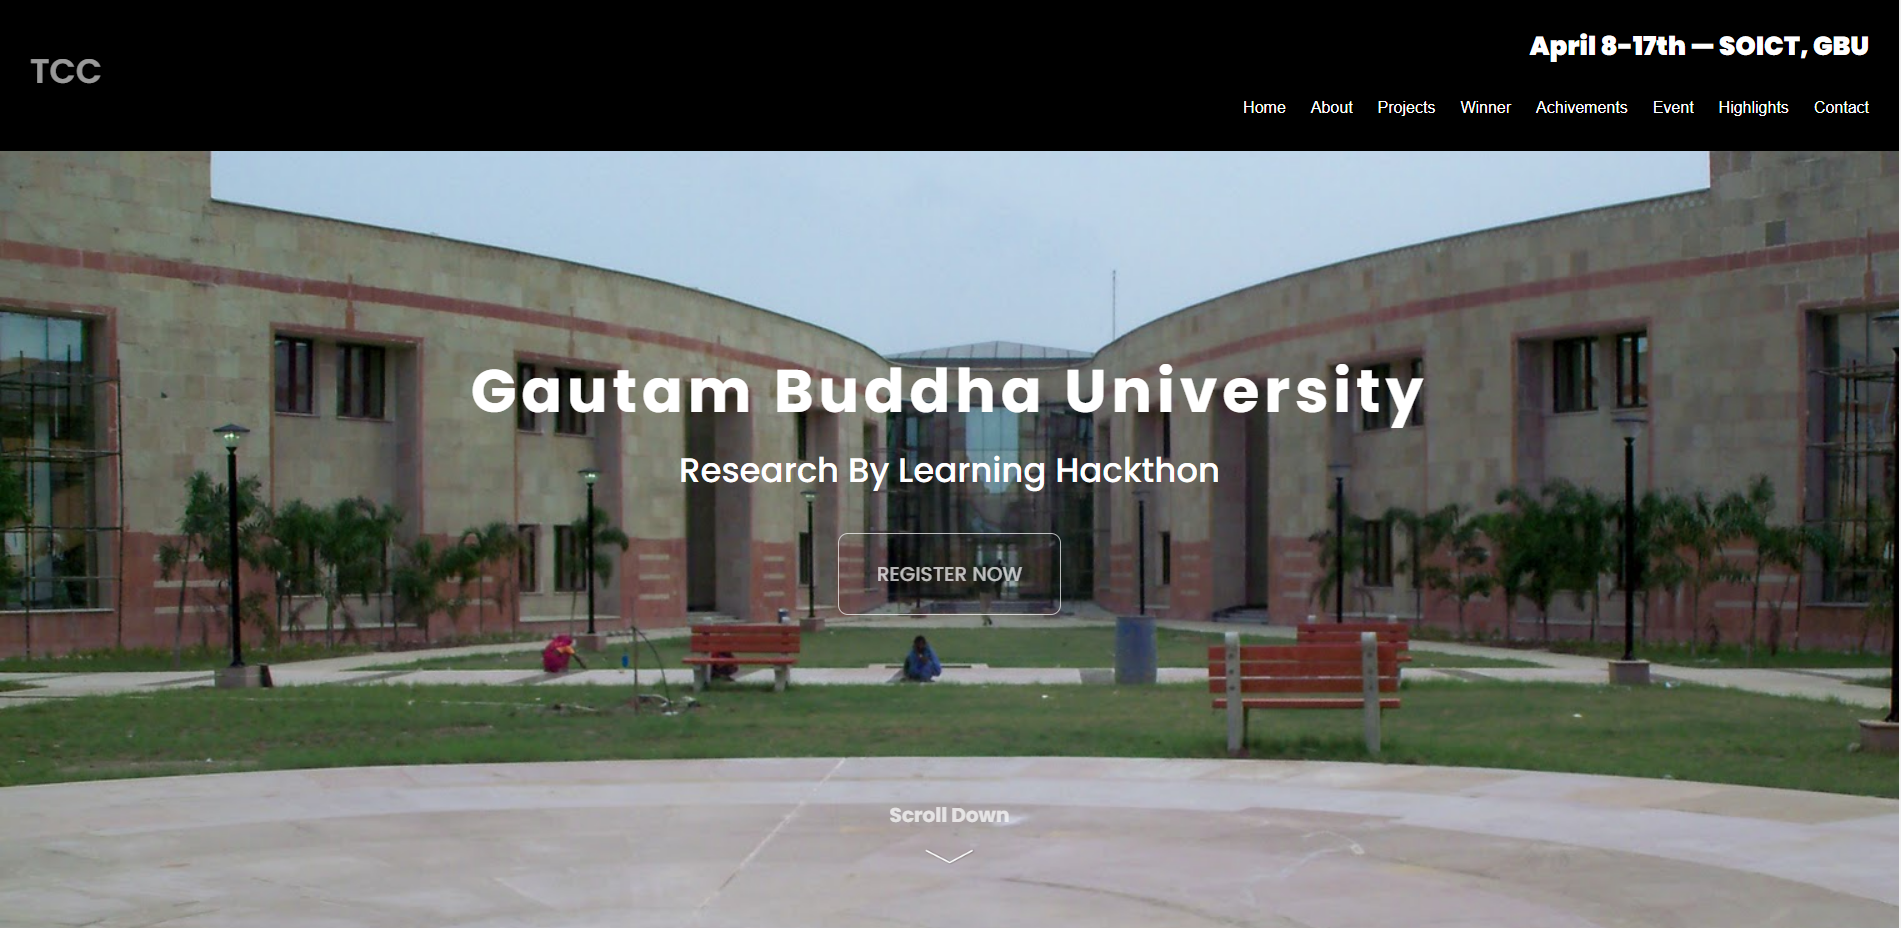 TCC
April 8-17th — SOICT, GBU
Home About Projects Winner Achivements Event Highlights Contact
Gautam Buddha University
Research By Learning Hackthon
REGISTER NOW
Scroll Down